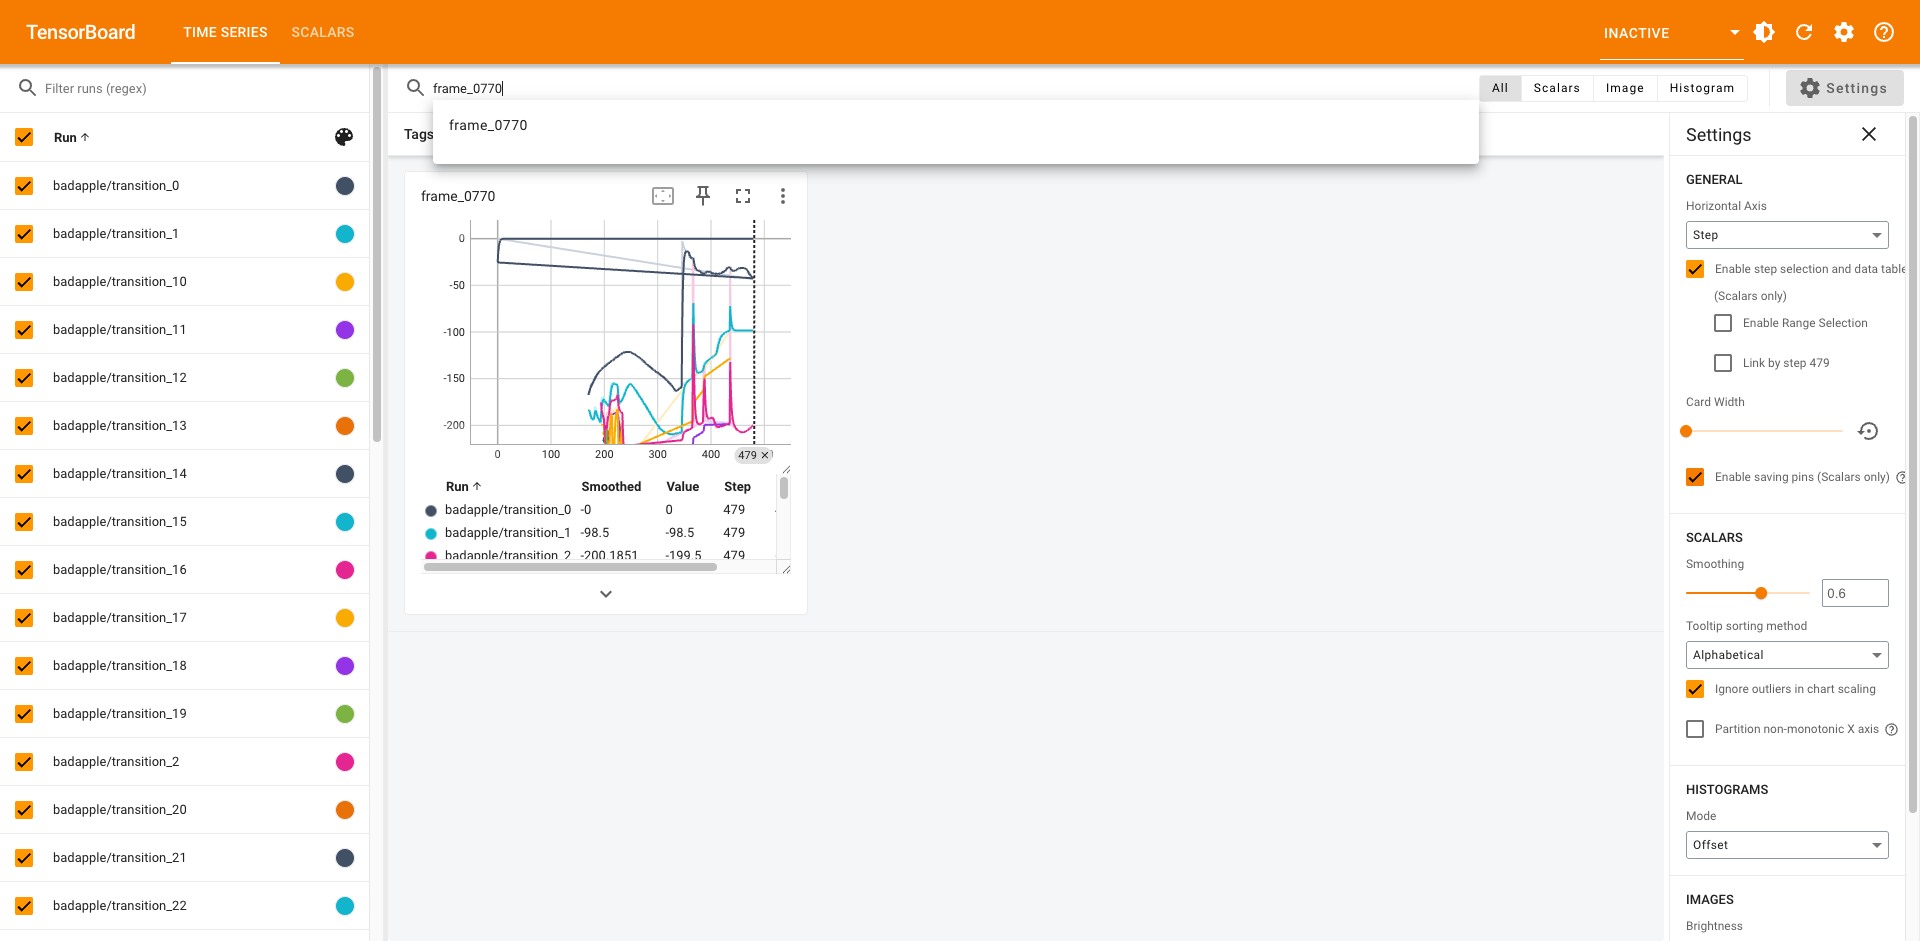 TensorBoard
TIME SERIES
SCALARS
INACTIVE
Filter runs (regex)
frame_0770
All
Scalars
Image
Histogram
Settings
Run
badapple/transition_0
badapple/transition_1
badapple/transition_10
badapple/transition_11
badapple/transition_12
badapple/transition_13
badapple/transition_14
badapple/transition_15
badapple/transition_16
badapple/transition_17
badapple/transition_18
badapple/transition_19
badapple/transition_2
badapple/transition_20
badapple/transition_21
badapple/transition_22
Tags
frame_0770
frame_0770
0
-50
-100
-150
-200
0 100 200 300 400 479
Run Smoothed Value Step
badapple/transition_0 -0 0 479
badapple/transition_1 -98.5 -98.5 479
badapple/transition_2 -200.1851 -199.5 479
Settings
GENERAL
Horizontal Axis
Step
Enable step selection and data table
(Scalars only)
Enable Range Selection
Link by step 479
Card Width
Enable saving pins (Scalars only)
SCALARS
Smoothing
0.6
Tooltip sorting method
Alphabetical
Ignore outliers in chart scaling
Partition non-monotonic X axis
HISTOGRAMS
Mode
Offset
IMAGES
Brightness